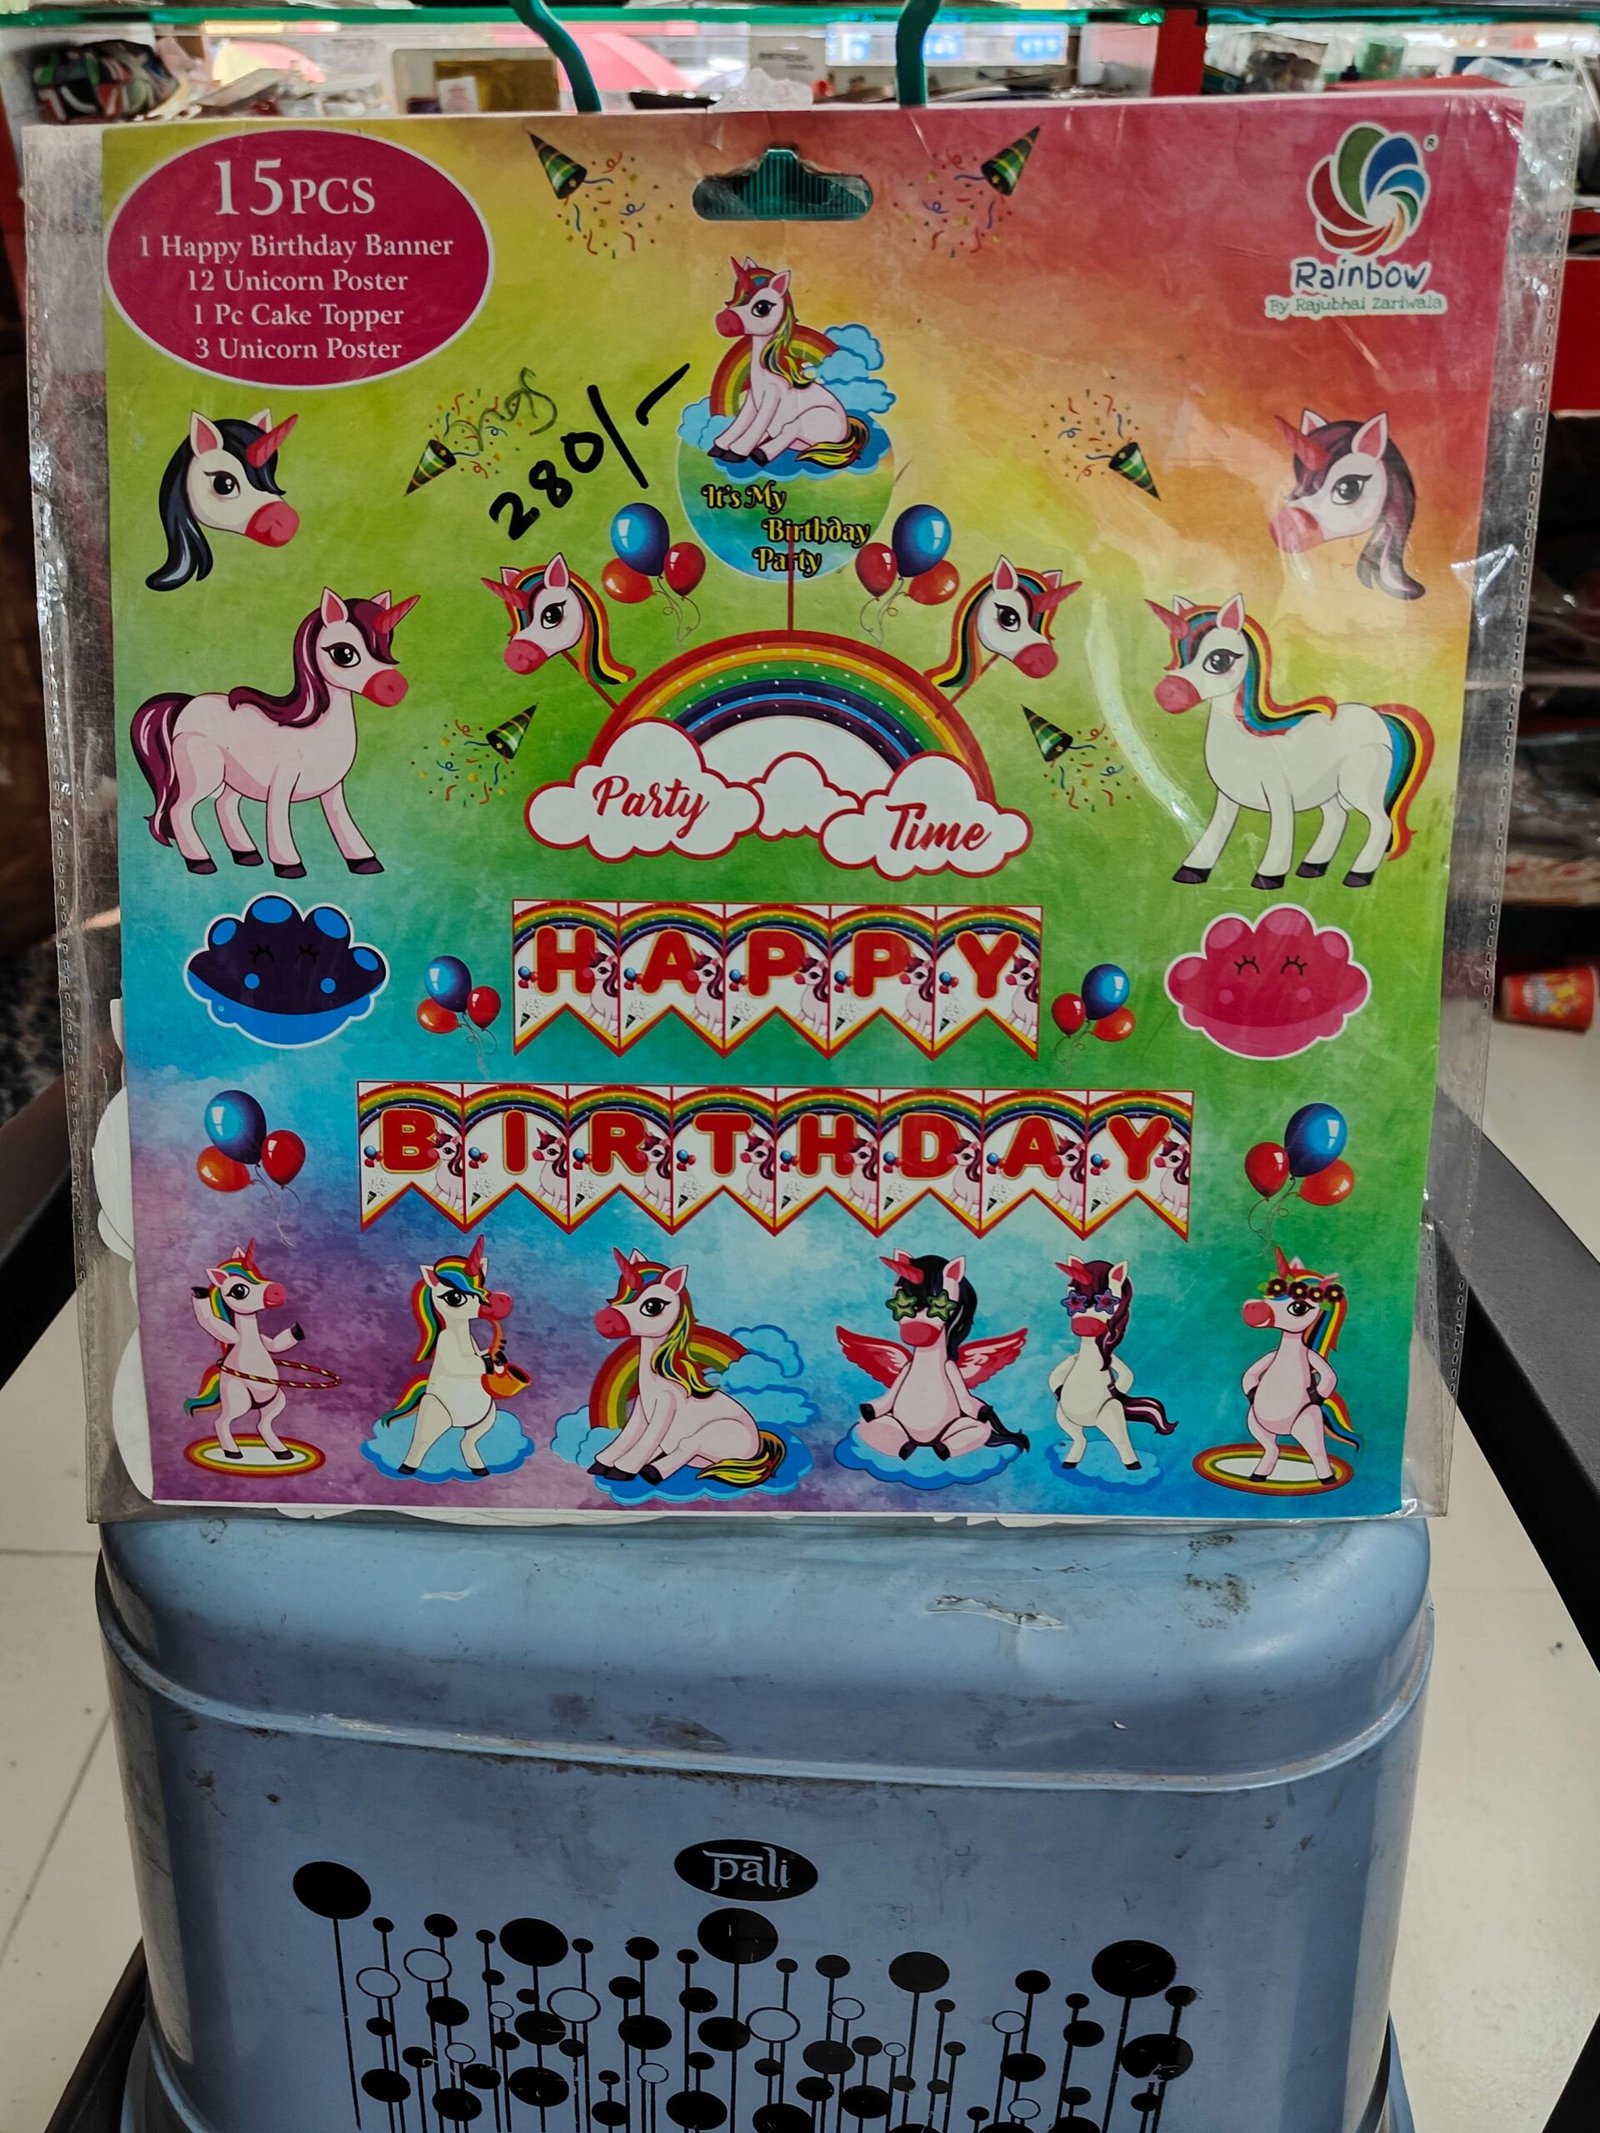 15PCS
1 Happy Birthday Banner
12 Unicorn Poster
1 Pc Cake Topper
3 Unicorn Poster
®
Rainbow
By Rajubhai Zariwala
280/-
It's My
Birthday
Party
Party
Time
HAPPY
BIRTHDAY
pali